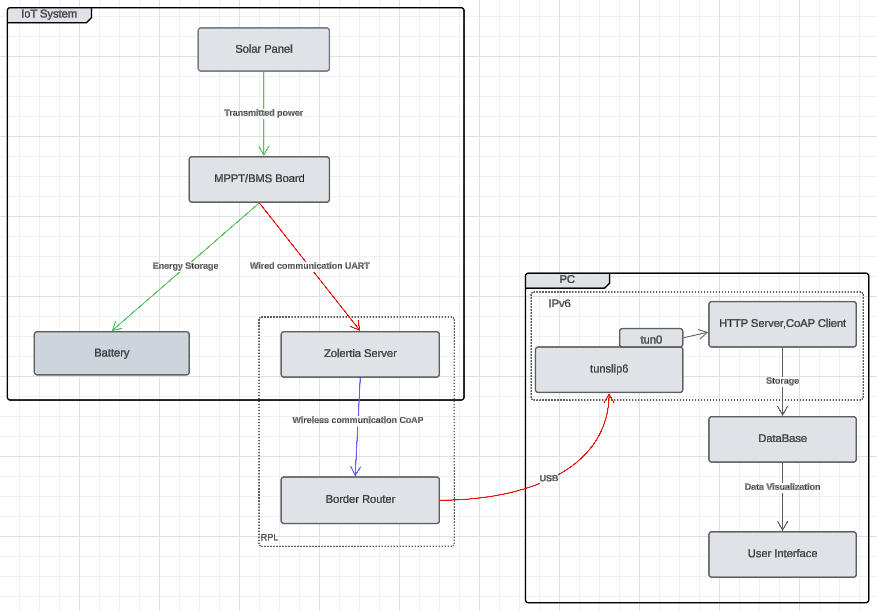 IoT System
Solar Panel
Transmitted power
MPPT/BMS Board
Energy Storage
Wired communication UART
Battery
Zolertia Server
Wireless communication CoAP
Border Router
RPL
USB
PC
IPv6
HTTP Server,CoAP Client
tun0
tunslip6
Storage
DataBase
Data Visualization
User Interface